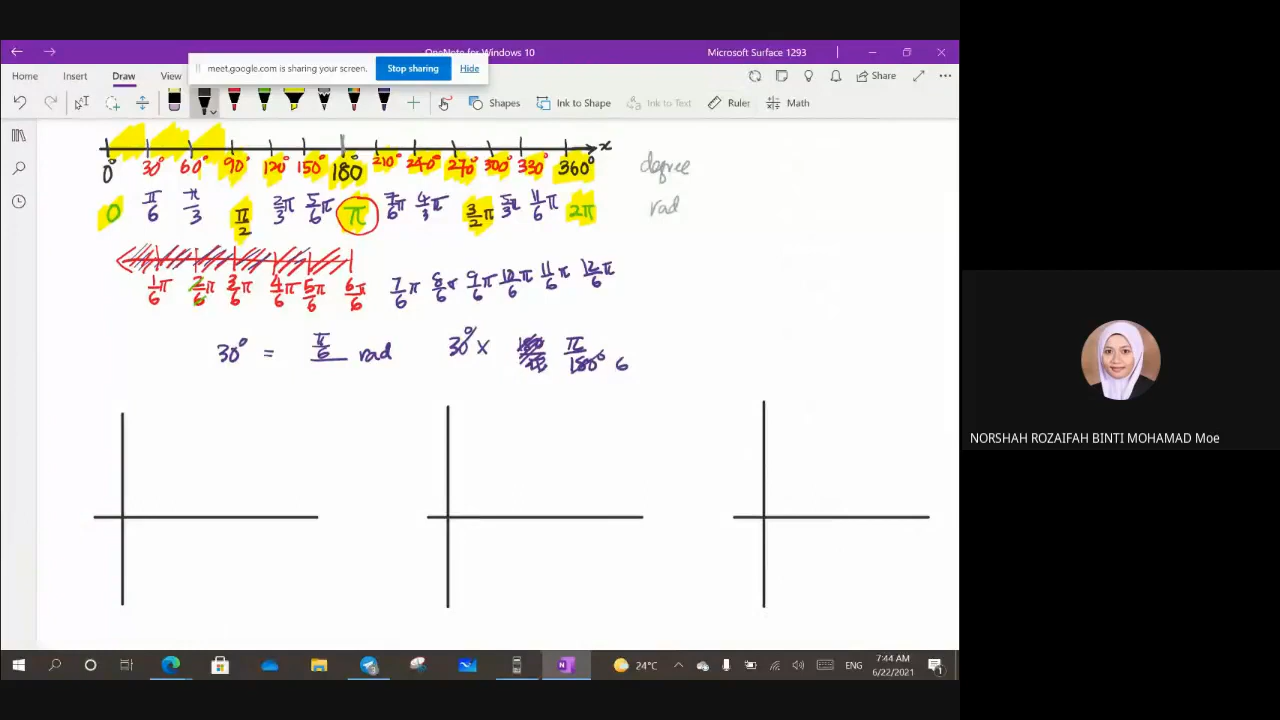 OneNote for Windows 10
Microsoft Surface 1293
meet.google.com is sharing your screen.
Stop sharing
Hide
Home
Insert
Draw
View
Share
Shapes
Ink to Shape
Ink to Text
Ruler
Math
x
0° 30° 60° 90° 120° 150° 180° 210° 240° 270° 300° 330° 360° degree
0 π/6 π/3 π/2 2/3π 5/6π π 7/6π 4/3π 3/2π 5/3π 11/6π 2π rad
1/6π 2/6π 3/6π 4/6π 5/6π 6/6π 7/6π 8/6π 9/6π 10/6π 11/6π 12/6π
30° = π/6 rad 30° x π/180° 6
NORSHAH ROZAIFAH BINTI MOHAMAD Moe
24°C
ENG
7:44 AM
6/22/2021